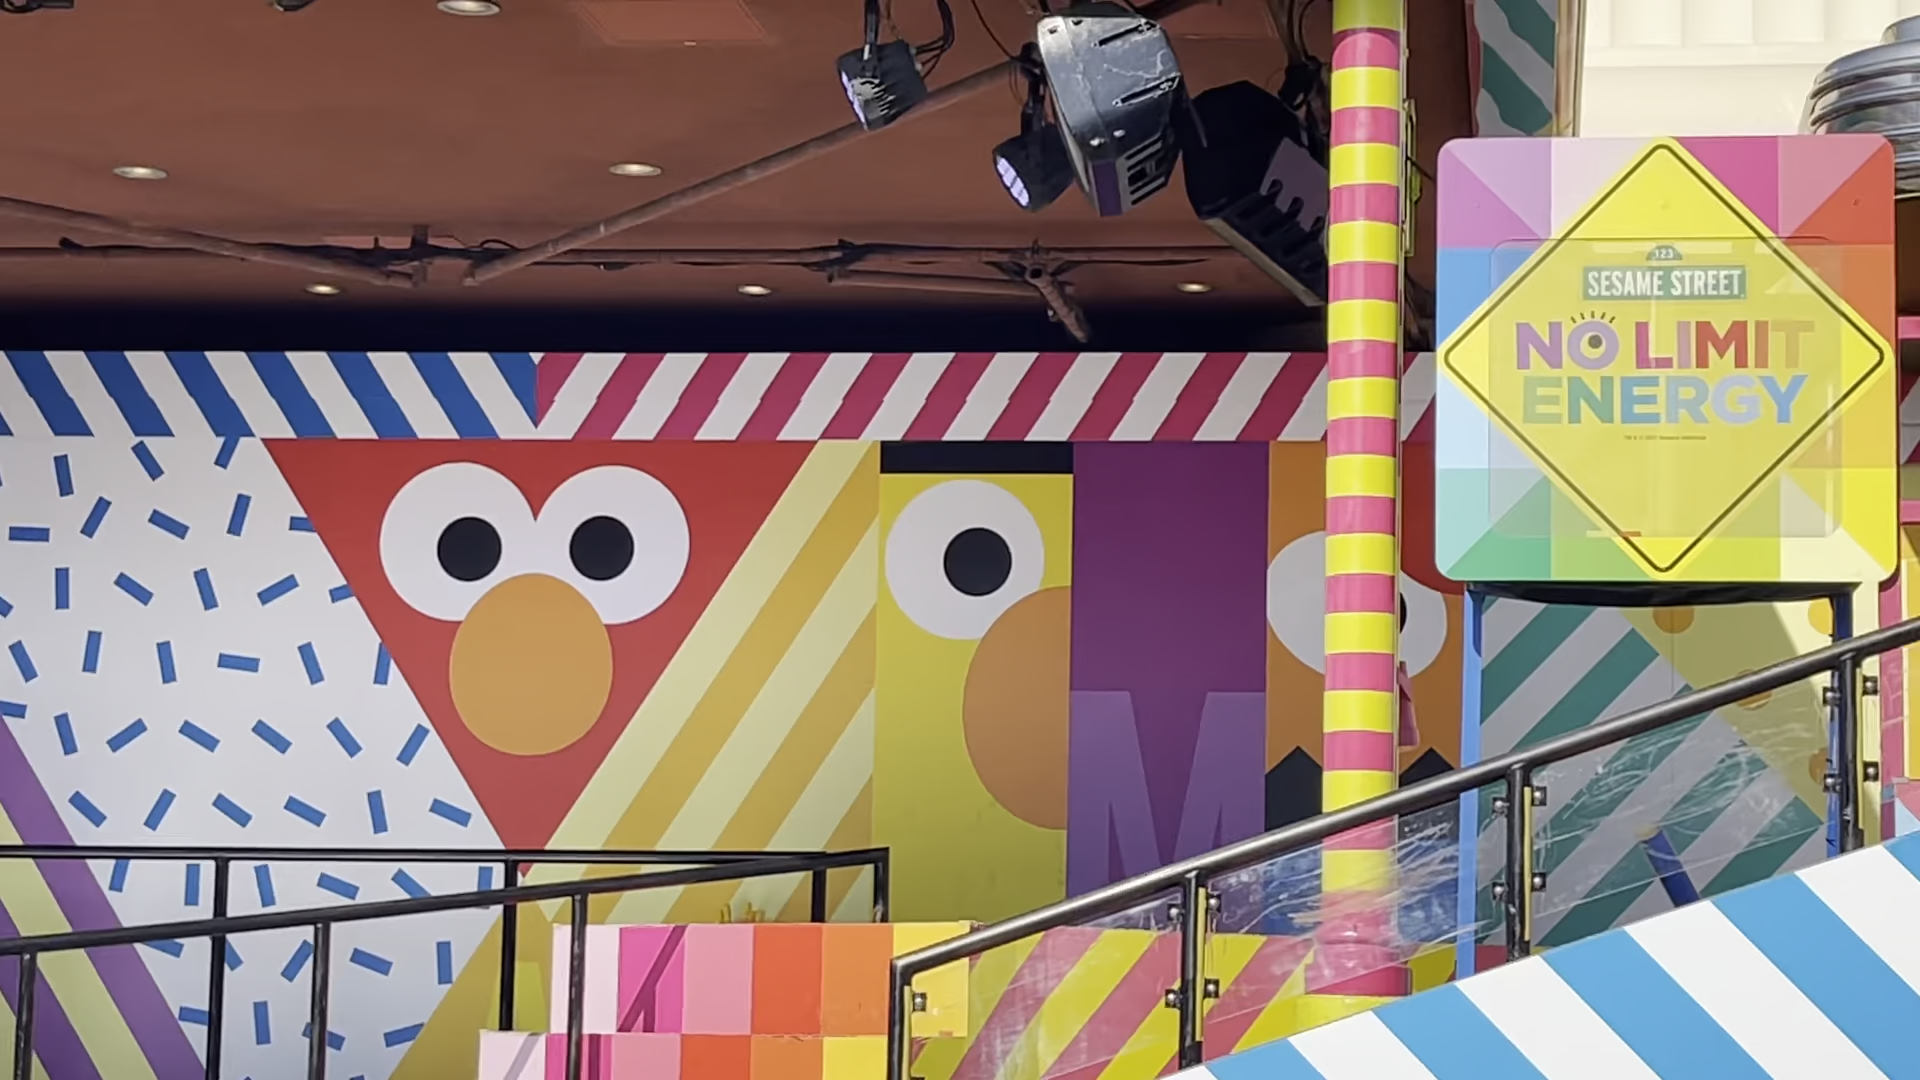 123
SESAME STREET
NO LIMIT
ENERGY
M